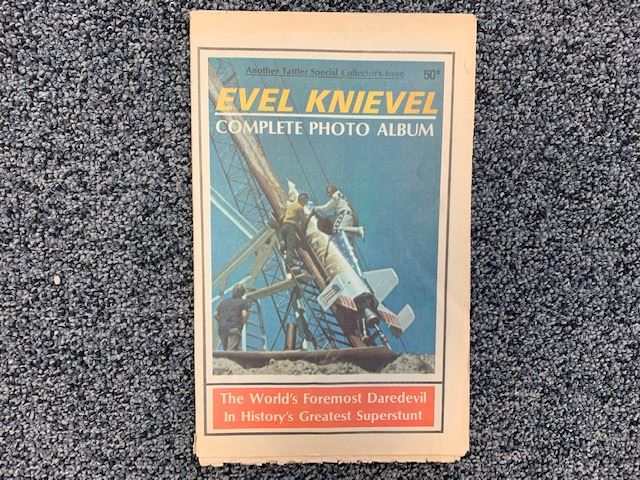 Another Tattler Special Collector's Issue 50¢
EVEL KNIEVEL
COMPLETE PHOTO ALBUM
The World's Foremost Daredevil
In History's Greatest Superstunt